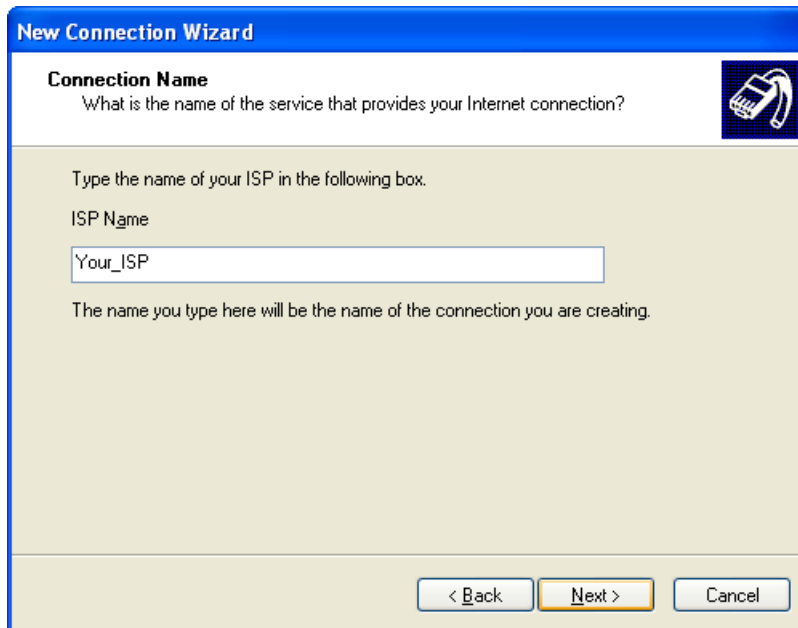 New Connection Wizard
Connection Name
What is the name of the service that provides your Internet connection?
Type the name of your ISP in the following box.
ISP Name
Your_ISP
The name you type here will be the name of the connection you are creating.
< Back Next > Cancel